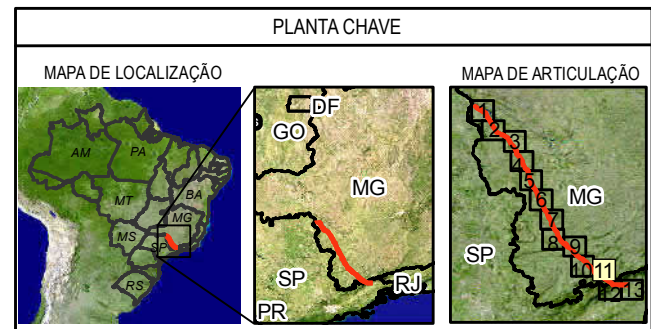 PLANTA CHAVE
MAPA DE LOCALIZAÇÃO
MAPA DE ARTICULAÇÃO
AM
PA
MT
BA
MG
MS
SP
RS
DF
GO
MG
SP
RJ
PR
1
2
3
4
5
MG
6
7
8
9
SP
10
11
12
13